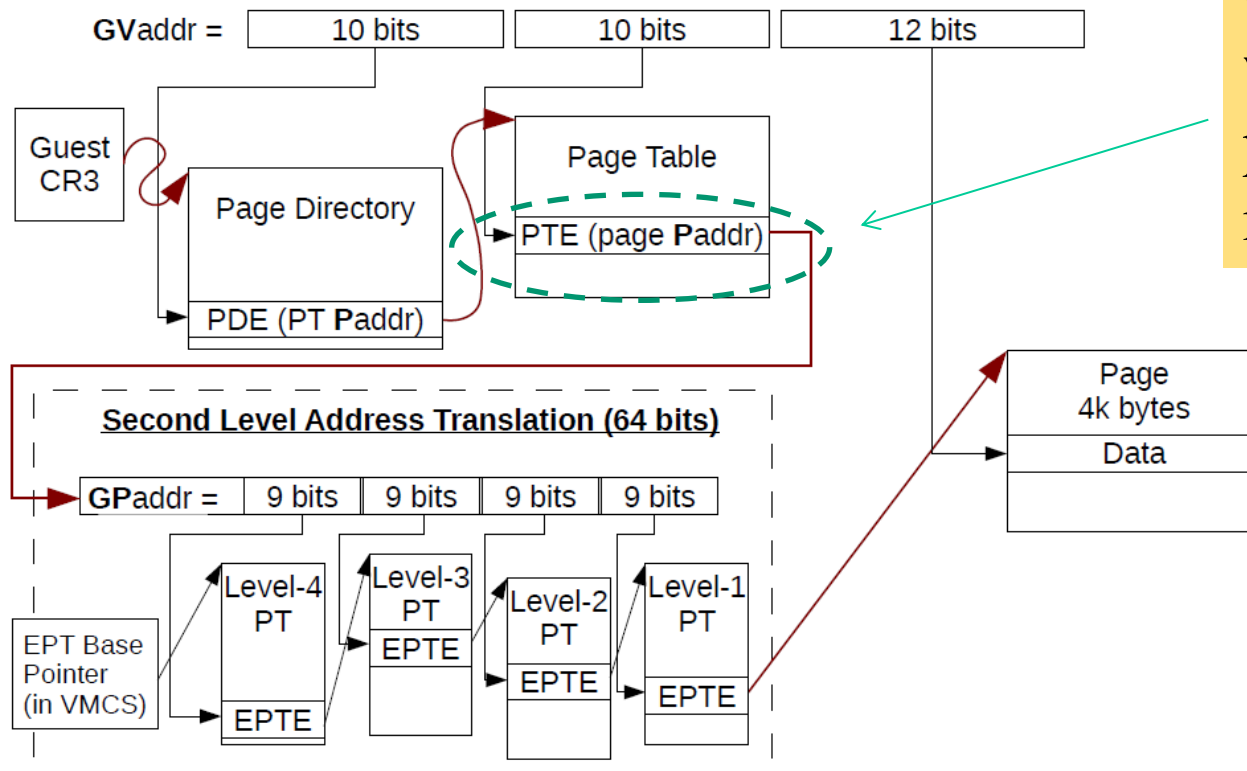 GVaddr = 10 bits 10 bits 12 bits
Guest
CR3
Page Directory
PDE (PT Paddr)
Page Table
PTE (page Paddr)
Page
4k bytes
Data
Second Level Address Translation (64 bits)
GPaddr = 9 bits 9 bits 9 bits 9 bits
EPT Base
Pointer
(in VMCS)
Level-4
PT
EPTE
Level-3
PT
EPTE
Level-2
PT
EPTE
Level-1
PT
EPTE